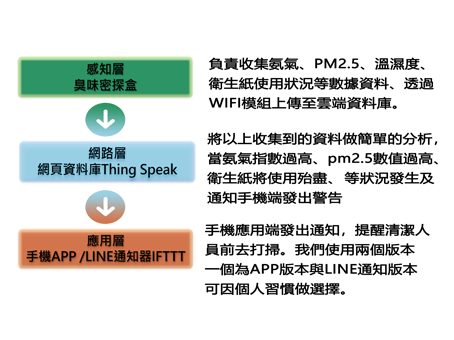 感知層
臭味密探盒
負責收集氨氣、PM2.5、溫濕度、
衛生紙使用狀況等數據資料、透過
WIFI模組上傳至雲端資料庫。
網路層
網頁資料庫Thing Speak
將以上收集到的資料做簡單的分析，
當氨氣指數過高、pm2.5數值過高、
衛生紙將使用殆盡、等狀況發生及
通知手機端發出警告
應用層
手機APP /LINE通知器IFTTT
手機應用端發出通知，提醒清潔人
員前去打掃。我們使用兩個版本
一個為APP版本與LINE通知版本
可因個人習慣做選擇。